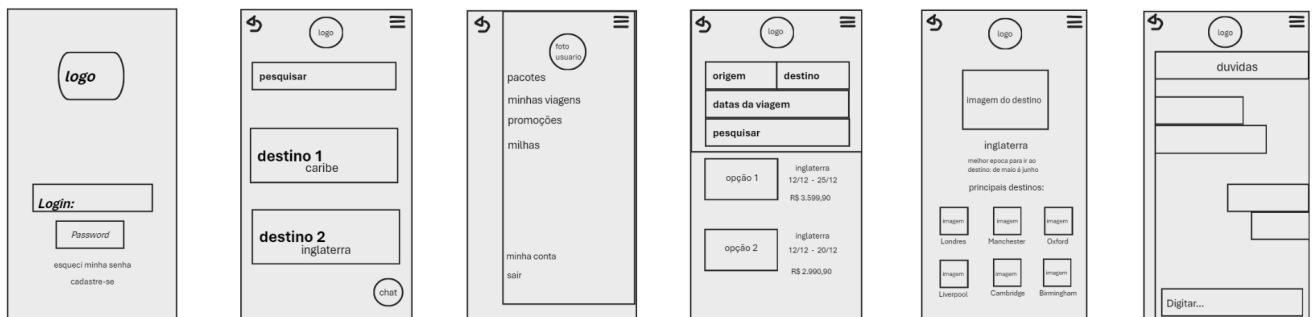 logo
Login:
Password
esqueci minha senha
cadastre-se
logo
pesquisar
destino 1
caribe
destino 2
inglaterra
chat
foto
usuario
pacotes
minhas viagens
promoções
milhas
minha conta
sair
logo
origem
destino
datas da viagem
pesquisar
opção 1
inglaterra
12/12 - 25/12
R$ 3.599,90
opção 2
inglaterra
12/12 - 20/12
R$ 2.990,90
logo
imagem do destino
inglaterra
melhor epoca para ir ao
destino: de maio á junho
principais destinos:
imagem
imagem
imagem
Londres
Manchester
Oxford
imagem
imagem
imagem
Liverpool
Cambridge
Birmingham
logo
duvidas
Digitar...